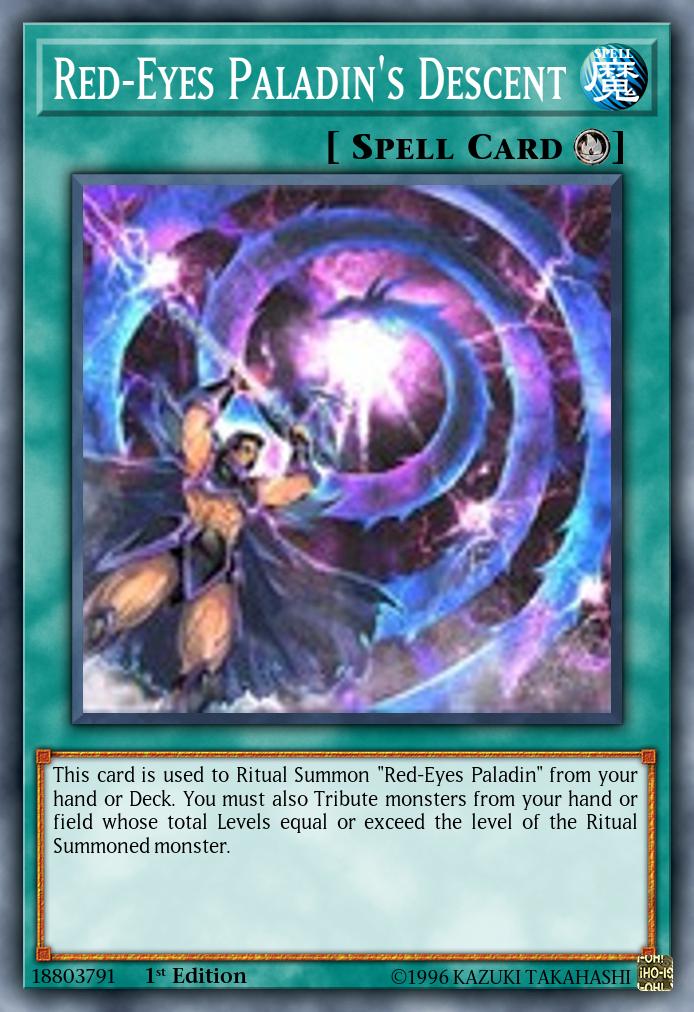 RED-EYES PALADIN'S DESCENT
SPELL
魔
[ SPELL CARD ]
This card is used to Ritual Summon "Red-Eyes Paladin" from your
hand or Deck. You must also Tribute monsters from your hand or
field whose total Levels equal or exceed the level of the Ritual
Summoned monster.
18803791 1st Edition ©1996 KAZUKI TAKAHASHI